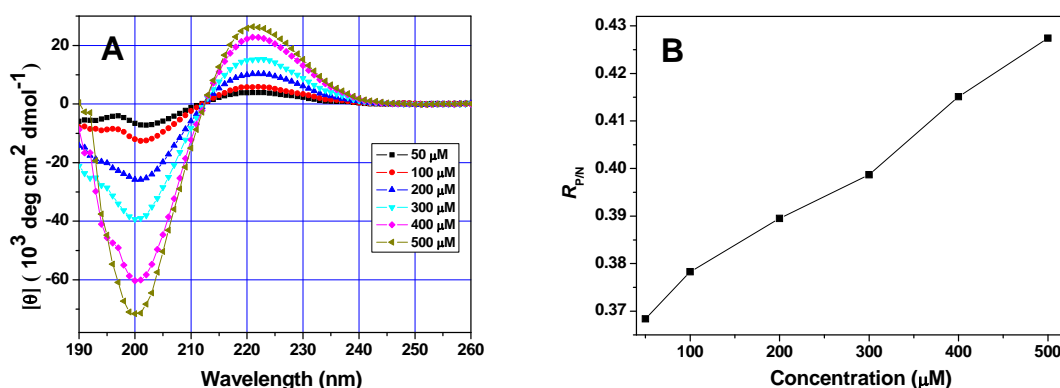 A
[θ] ( 10³ deg cm² dmol⁻¹)
20
0
-20
-40
-60
50 μM
100 μM
200 μM
300 μM
400 μM
500 μM
190 200 210 220 230 240 250 260
Wavelength (nm)
B
R_P/N
0.43
0.42
0.41
0.40
0.39
0.38
0.37
100 200 300 400 500
Concentration (μM)